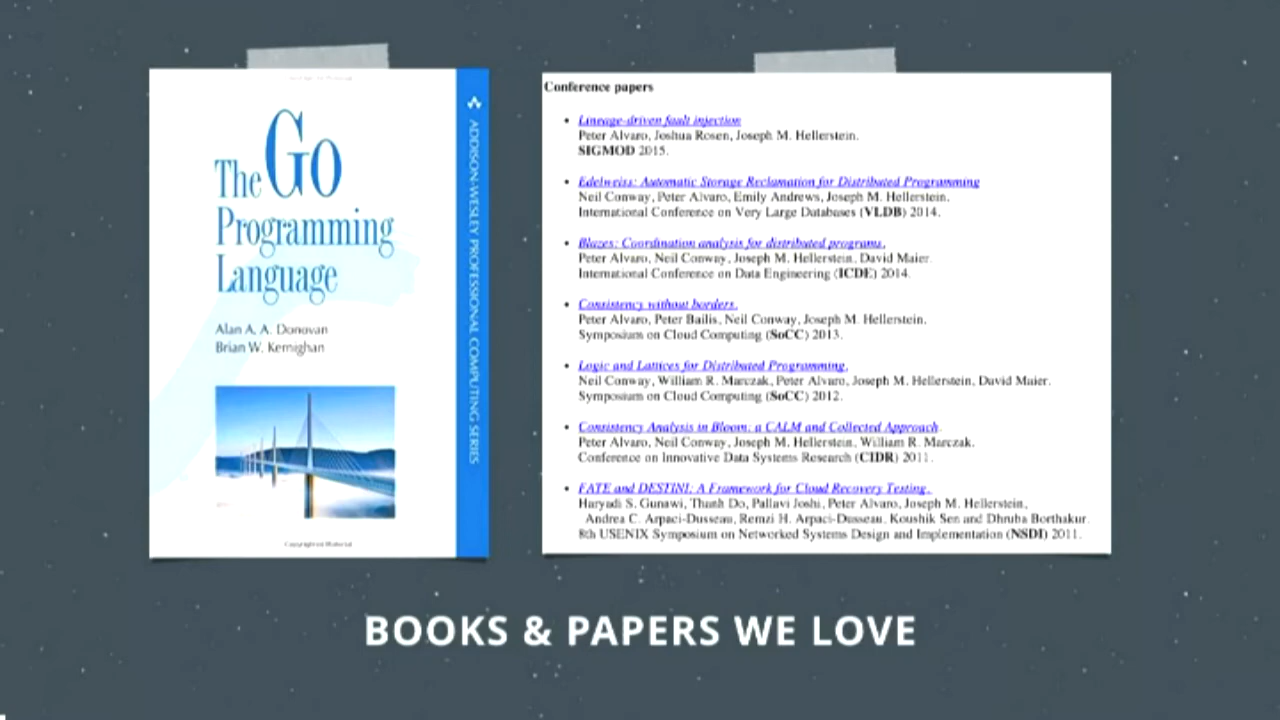 The Go
Programming
Language
Alan A. A. Donovan
Brian W. Kernighan
Copyrighted Material
ADDISON-WESLEY PROFESSIONAL COMPUTING SERIES
Conference papers
• Lineage-driven fault injection
Peter Alvaro, Joshua Rosen, Joseph M. Hellerstein.
SIGMOD 2015.
• Edelweiss: Automatic Storage Reclamation for Distributed Programming
Neil Conway, Peter Alvaro, Emily Andrews, Joseph M. Hellerstein.
International Conference on Very Large Databases (VLDB) 2014.
• Blazes: Coordination analysis for distributed programs.
Peter Alvaro, Neil Conway, Joseph M. Hellerstein, David Maier.
International Conference on Data Engineering (ICDE) 2014.
• Consistency without borders.
Peter Alvaro, Peter Bailis, Neil Conway, Joseph M. Hellerstein.
Symposium on Cloud Computing (SoCC) 2013.
• Logic and Lattices for Distributed Programming.
Neil Conway, William R. Marczak, Peter Alvaro, Joseph M. Hellerstein, David Maier.
Symposium on Cloud Computing (SoCC) 2012.
• Consistency Analysis in Bloom: a CALM and Collected Approach.
Peter Alvaro, Neil Conway, Joseph M. Hellerstein, William R. Marczak.
Conference on Innovative Data Systems Research (CIDR) 2011.
• FATE and DESTINI: A Framework for Cloud Recovery Testing.
Haryadi S. Gunawi, Thanh Do, Pallavi Joshi, Peter Alvaro, Joseph M. Hellerstein,
Andrea C. Arpaci-Dusseau, Remzi H. Arpaci-Dusseau, Koushik Sen and Dhruba Borthakur.
8th USENIX Symposium on Networked Systems Design and Implementation (NSDI) 2011.
BOOKS & PAPERS WE LOVE